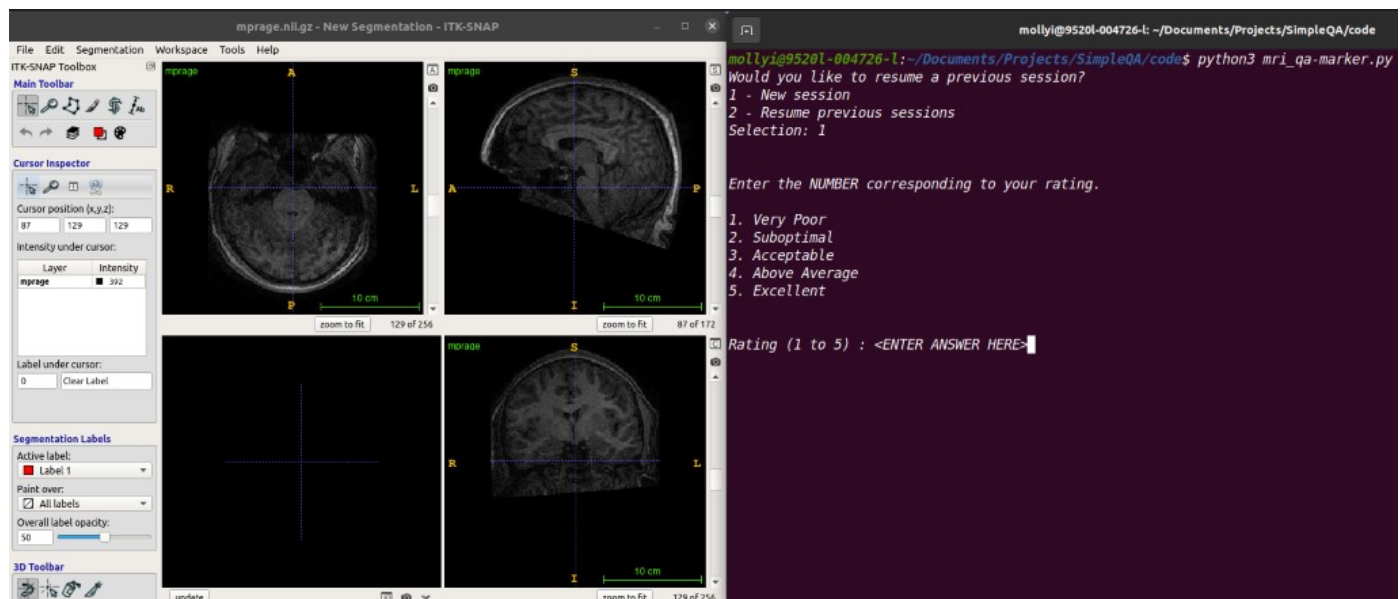 mprage.nii.gz - New Segmentation - ITK-SNAP
File Edit Segmentation Workspace Tools Help
ITK-SNAP Toolbox
Main Toolbar
Cursor Inspector
Cursor position (x,y,z):
87 129 129
Intensity under cursor:
Layer Intensity
mprage 392
Label under cursor:
0 Clear Label
Segmentation Labels
Active label:
Label 1
Paint over:
All labels
Overall label opacity:
50
3D Toolbar
mprage
A
A
R
L
P
10 cm
zoom to fit 129 of 256
mprage
S
S
A
P
I
10 cm
zoom to fit 87 of 172
update
mprage
S
C
R
L
I
10 cm
zoom to fit 129 of 256
mollyi@9520l-004726-l: ~/Documents/Projects/SimpleQA/code
mollyi@9520l-004726-l:~/Documents/Projects/SimpleQA/code$ python3 mri_qa-marker.py
Would you like to resume a previous session?
1 - New session
2 - Resume previous sessions
Selection: 1
Enter the NUMBER corresponding to your rating.
1. Very Poor
2. Suboptimal
3. Acceptable
4. Above Average
5. Excellent
Rating (1 to 5) : <ENTER ANSWER HERE>